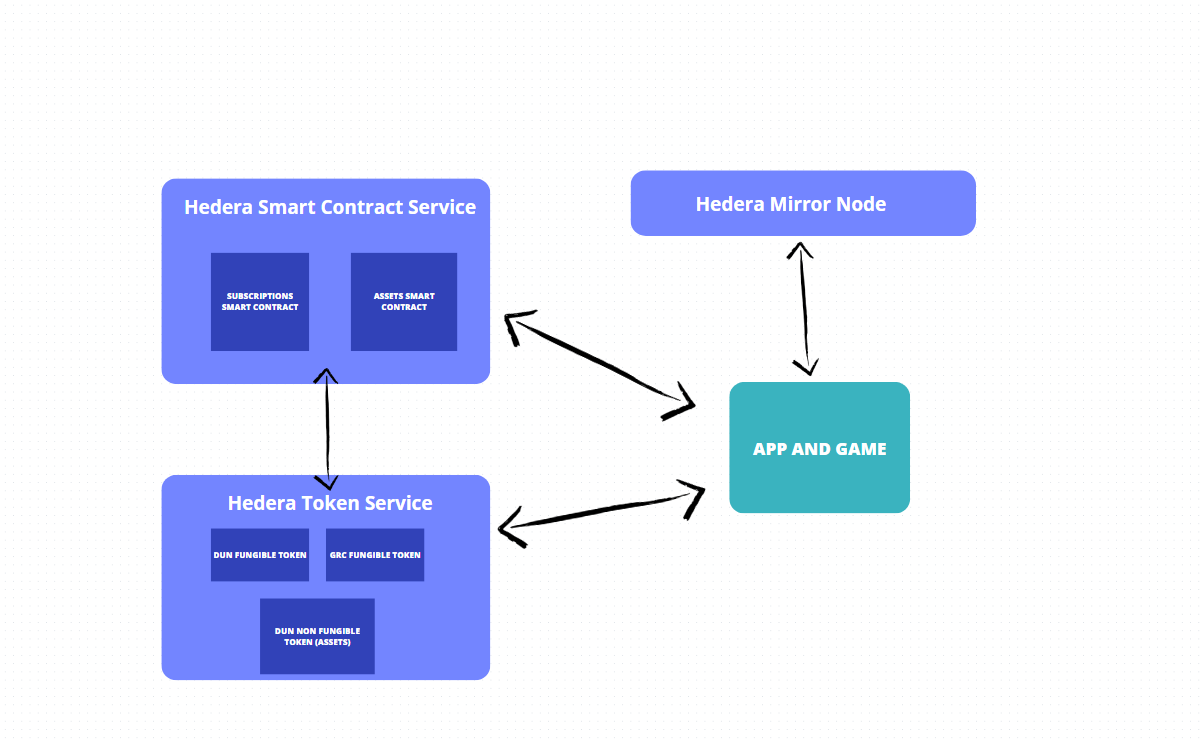 Hedera Smart Contract Service
SUBSCRIPTIONS
SMART CONTRACT
ASSETS SMART
CONTRACT
Hedera Mirror Node
APP AND GAME
Hedera Token Service
DUN FUNGIBLE TOKEN
GRC FUNGIBLE TOKEN
DUN NON FUNGIBLE
TOKEN (ASSETS)